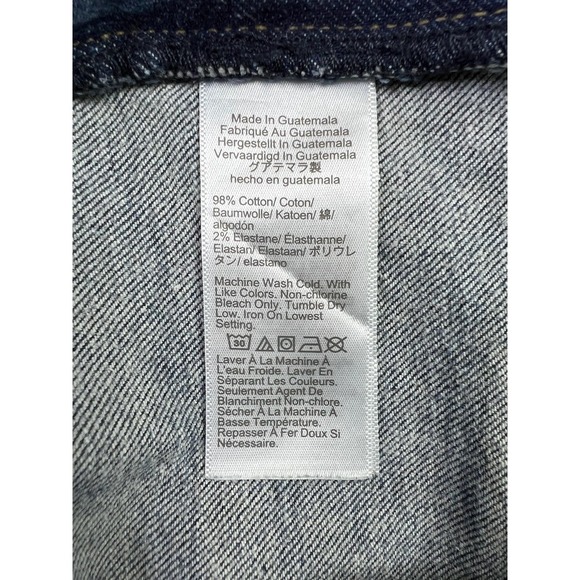 Made In Guatemala
Fabriqué Au Guatemala
Hergestellt In Guatemala
Vervaardigd In Guatemala
グアテマラ製
hecho en guatemala
98% Cotton/ Coton/
Baumwolle/ Katoen/ 綿/
algodón
2% Elastane/ Élasthanne/
Elastan/ Elastaan/ ポリウレ
タン/ elastano
Machine Wash Cold. With
Like Colors. Non-chlorine
Bleach Only. Tumble Dry
Low. Iron On Lowest
Setting.
30
Laver À La Machine À
L'eau Froide. Laver En
Séparant Les Couleurs.
Seulement Agent De
Blanchiment Non-chlore.
Sécher À La Machine À
Basse Température.
Repasser À Fer Doux Si
Nécessaire.